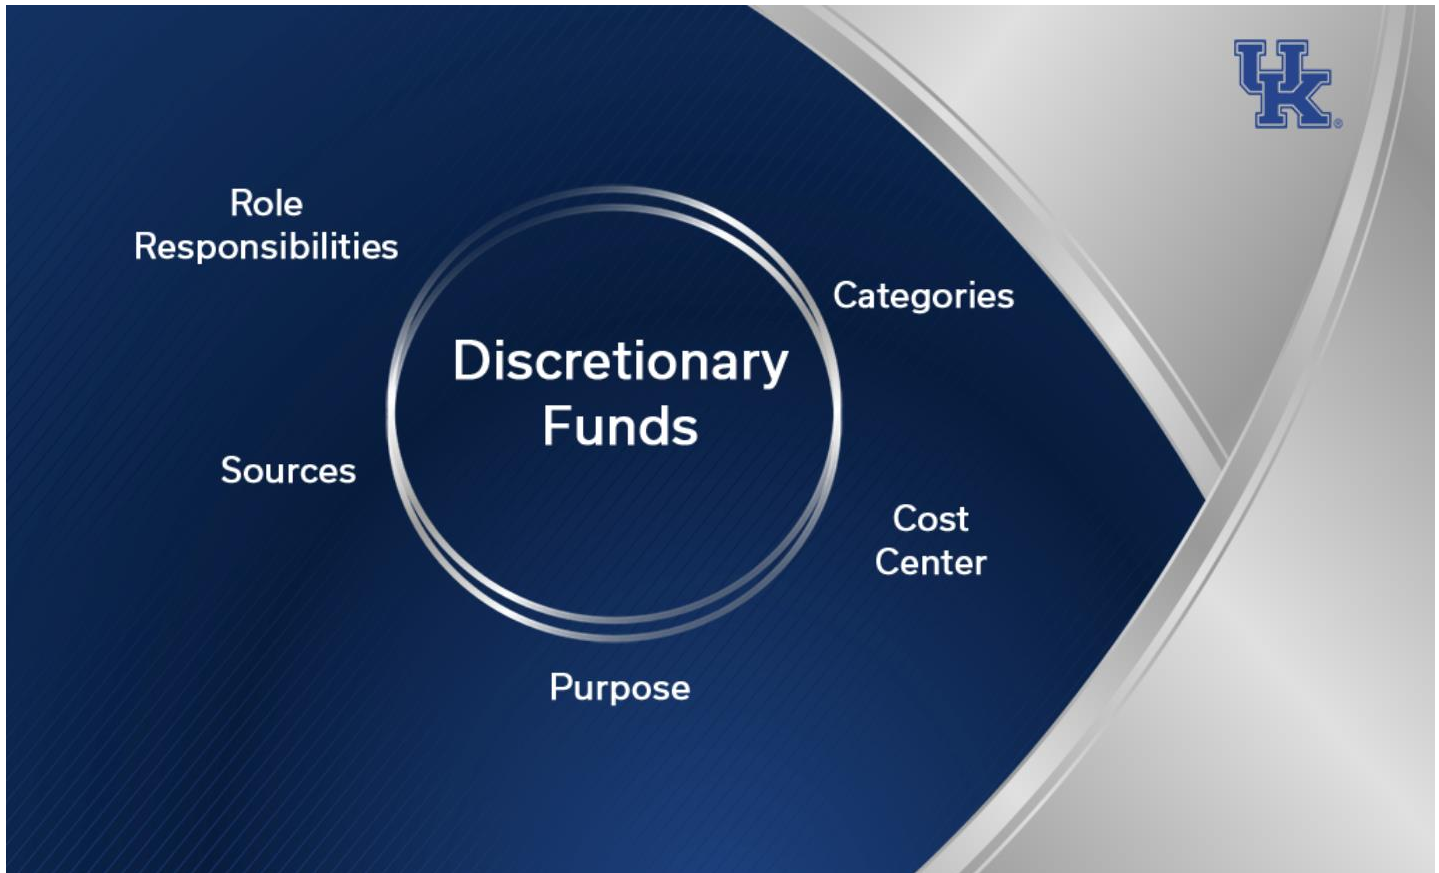 UK
Role
Responsibilities
Categories
Discretionary
Funds
Sources
Cost
Center
Purpose